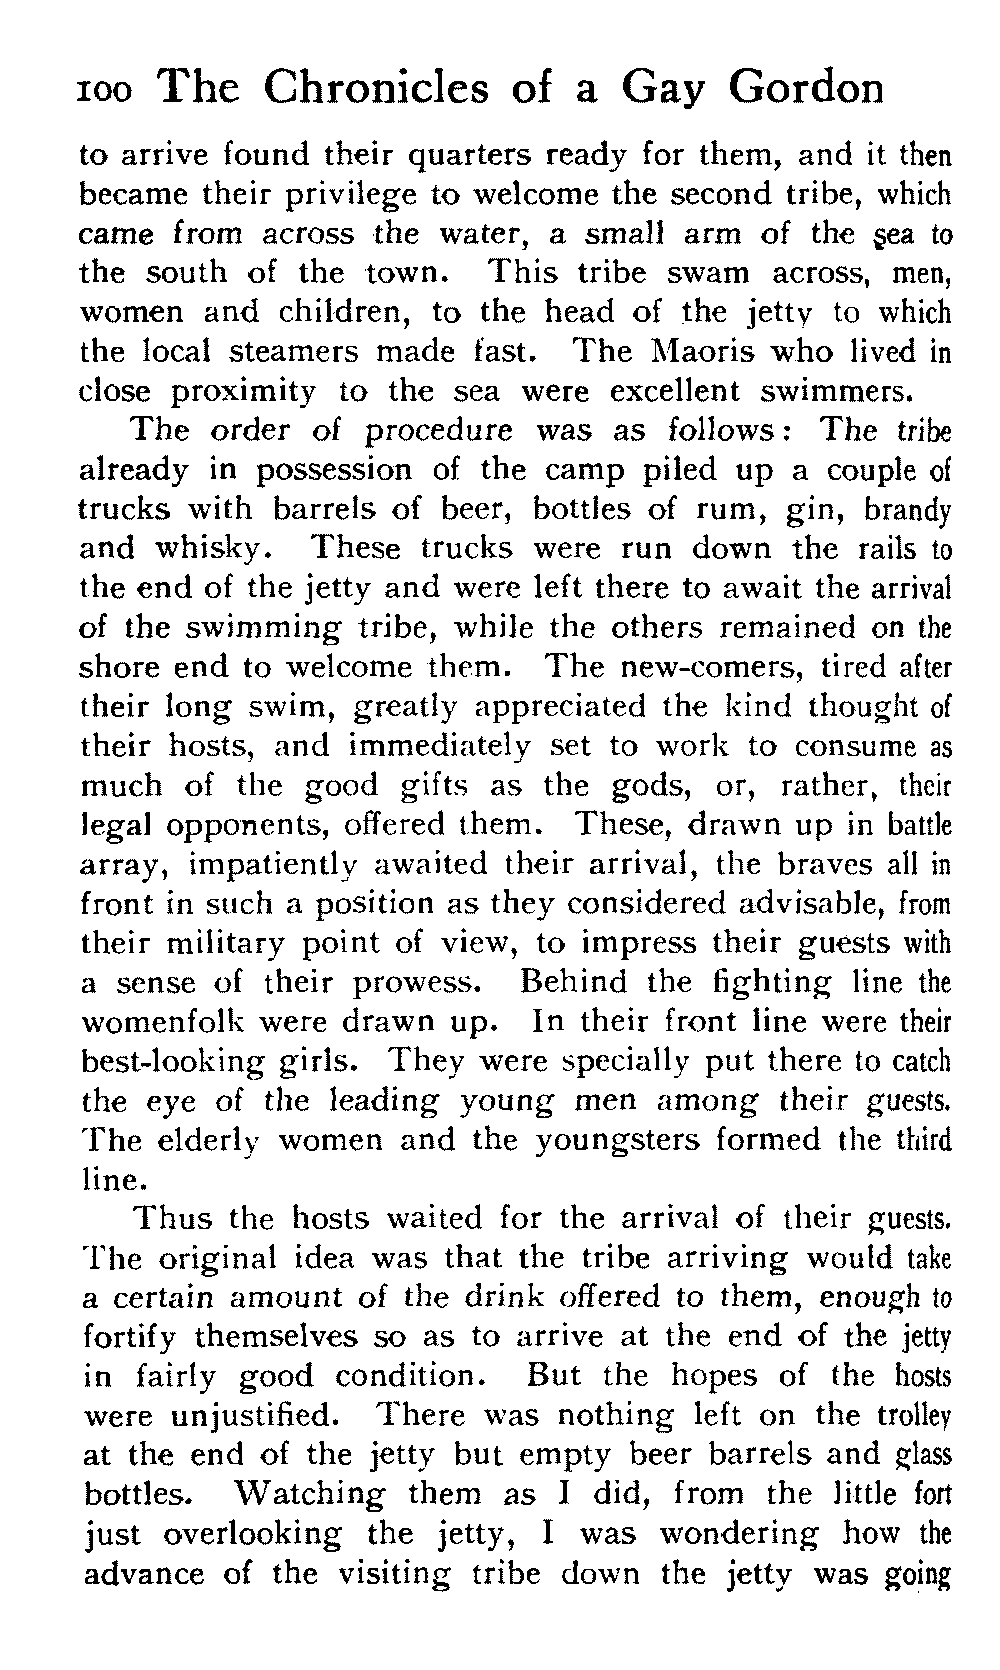 100 The Chronicles of a Gay Gordon
to arrive found their quarters ready for them, and it then
became their privilege to welcome the second tribe, which
came from across the water, a small arm of the sea to
the south of the town. This tribe swam across, men,
women and children, to the head of the jetty to which
the local steamers made fast. The Maoris who lived in
close proximity to the sea were excellent swimmers.
The order of procedure was as follows: The tribe
already in possession of the camp piled up a couple of
trucks with barrels of beer, bottles of rum, gin, brandy
and whisky. These trucks were run down the rails to
the end of the jetty and were left there to await the arrival
of the swimming tribe, while the others remained on the
shore end to welcome them. The new-comers, tired after
their long swim, greatly appreciated the kind thought of
their hosts, and immediately set to work to consume as
much of the good gifts as the gods, or, rather, their
legal opponents, offered them. These, drawn up in battle
array, impatiently awaited their arrival, the braves all in
front in such a position as they considered advisable, from
their military point of view, to impress their guests with
a sense of their prowess. Behind the fighting line the
womenfolk were drawn up. In their front line were their
best-looking girls. They were specially put there to catch
the eye of the leading young men among their guests.
The elderly women and the youngsters formed the third
line.
Thus the hosts waited for the arrival of their guests.
The original idea was that the tribe arriving would take
a certain amount of the drink offered to them, enough to
fortify themselves so as to arrive at the end of the jetty
in fairly good condition. But the hopes of the hosts
were unjustified. There was nothing left on the trolley
at the end of the jetty but empty beer barrels and glass
bottles. Watching them as I did, from the little fort
just overlooking the jetty, I was wondering how the
advance of the visiting tribe down the jetty was going